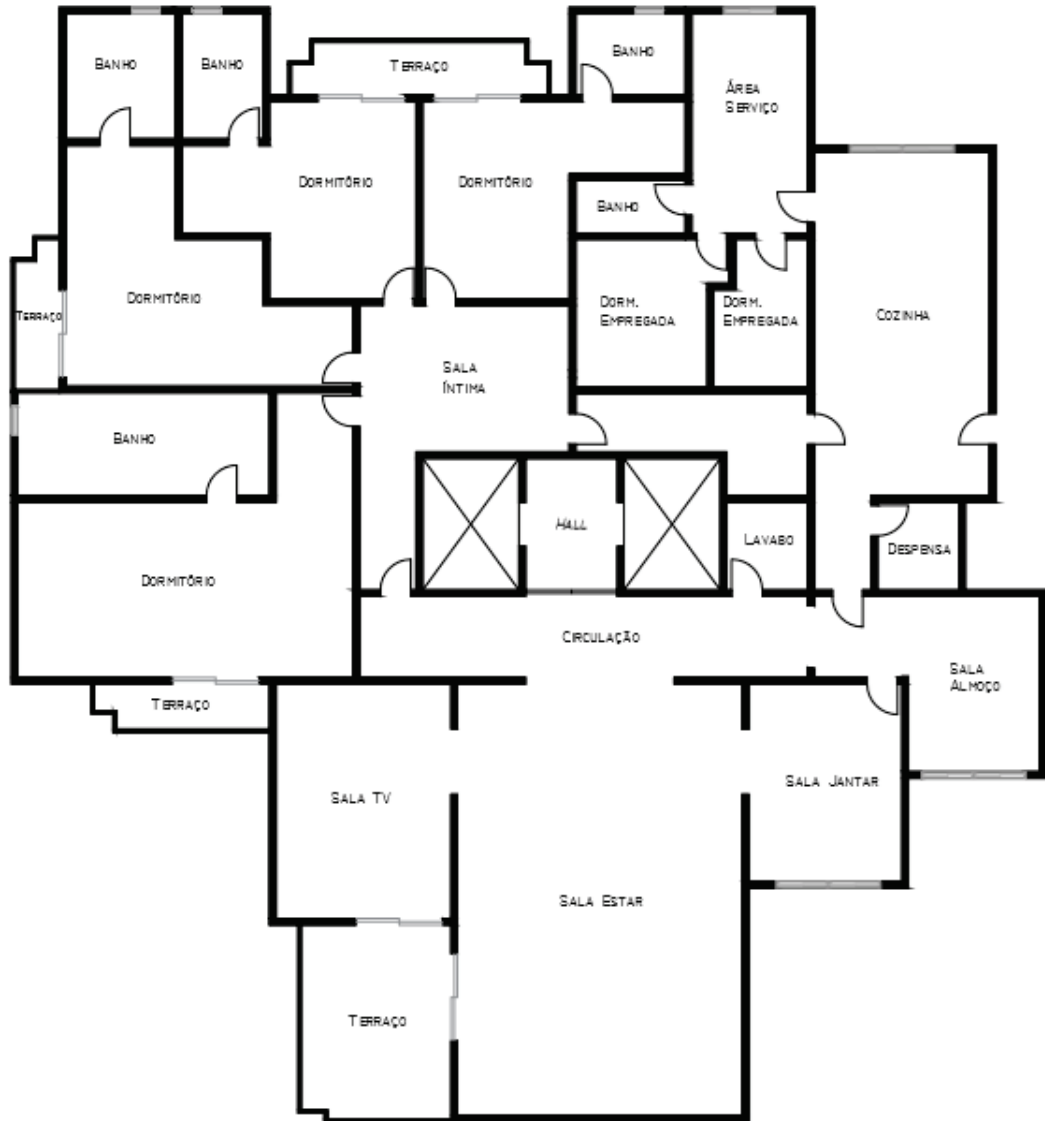 BANHO
BANHO
TERRAÇO
BANHO
ÁREA
SERVIÇO
DORMITÓRIO
DORMITÓRIO
BANHO
DORMITÓRIO
TERRAÇO
DORM.
EMPREGADA
DORM.
EMPREGADA
COZINHA
SALA
ÍNTIMA
BANHO
HALL
LAVABO
DESPENSA
DORMITÓRIO
CIRCULAÇÃO
SALA
ALMOÇO
TERRAÇO
SALA TV
SALA JANTAR
SALA ESTAR
TERRAÇO